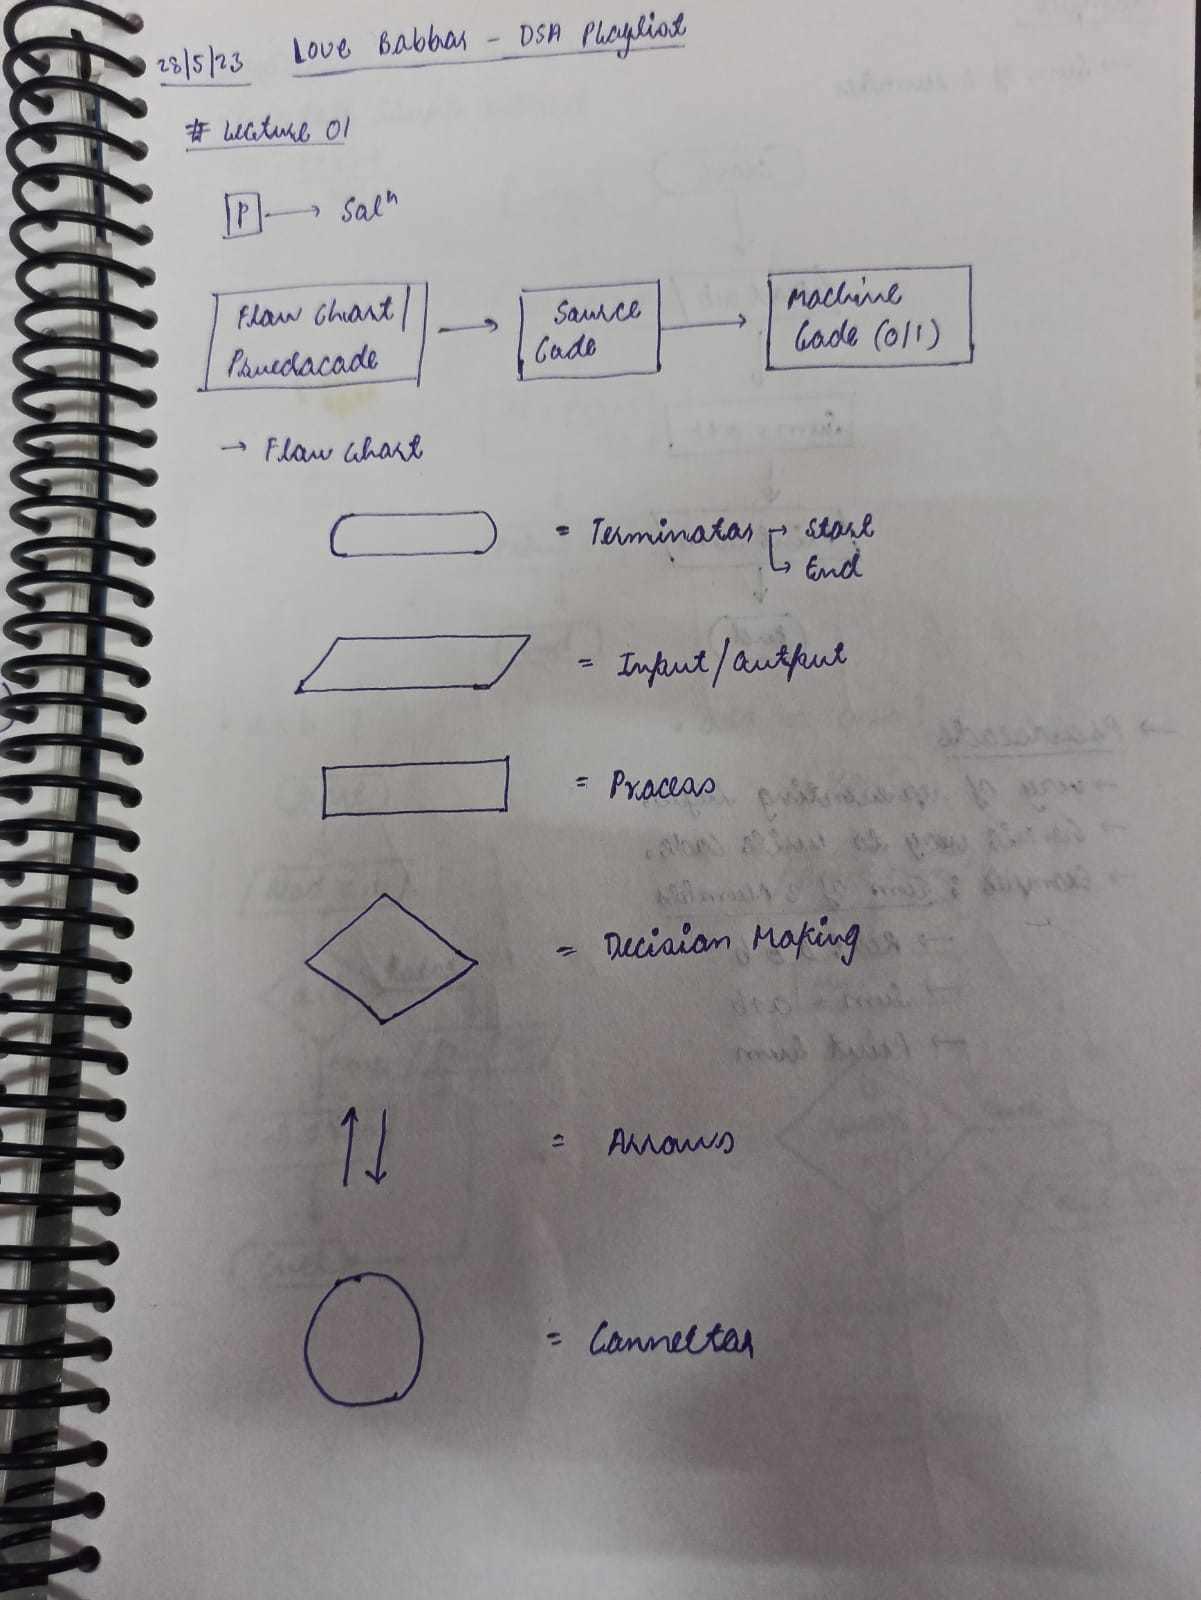 28/5/23 Love Babbar - DSA Playlist
# Lecture 01
P → Solⁿ
Flow Chart/ → Source → Machine
Psuedocode Code Code (0/1)
→ Flow Chart
= Terminator → Start
↳ End
= Input/Output
= Process
= Decision Making
= Arrows
= Connector